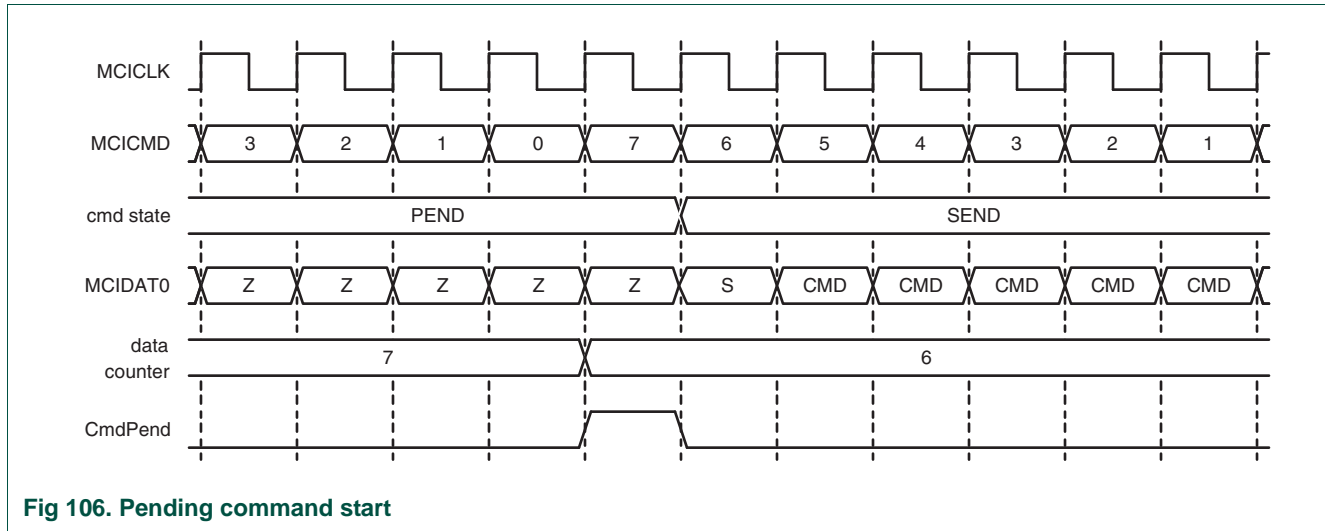 MCICLK
MCICMD 3 2 1 0 7 6 5 4 3 2 1
cmd state PEND SEND
MCIDAT0 Z Z Z Z Z S CMD CMD CMD CMD CMD
data
counter 7 6
CmdPend
Fig 106. Pending command start